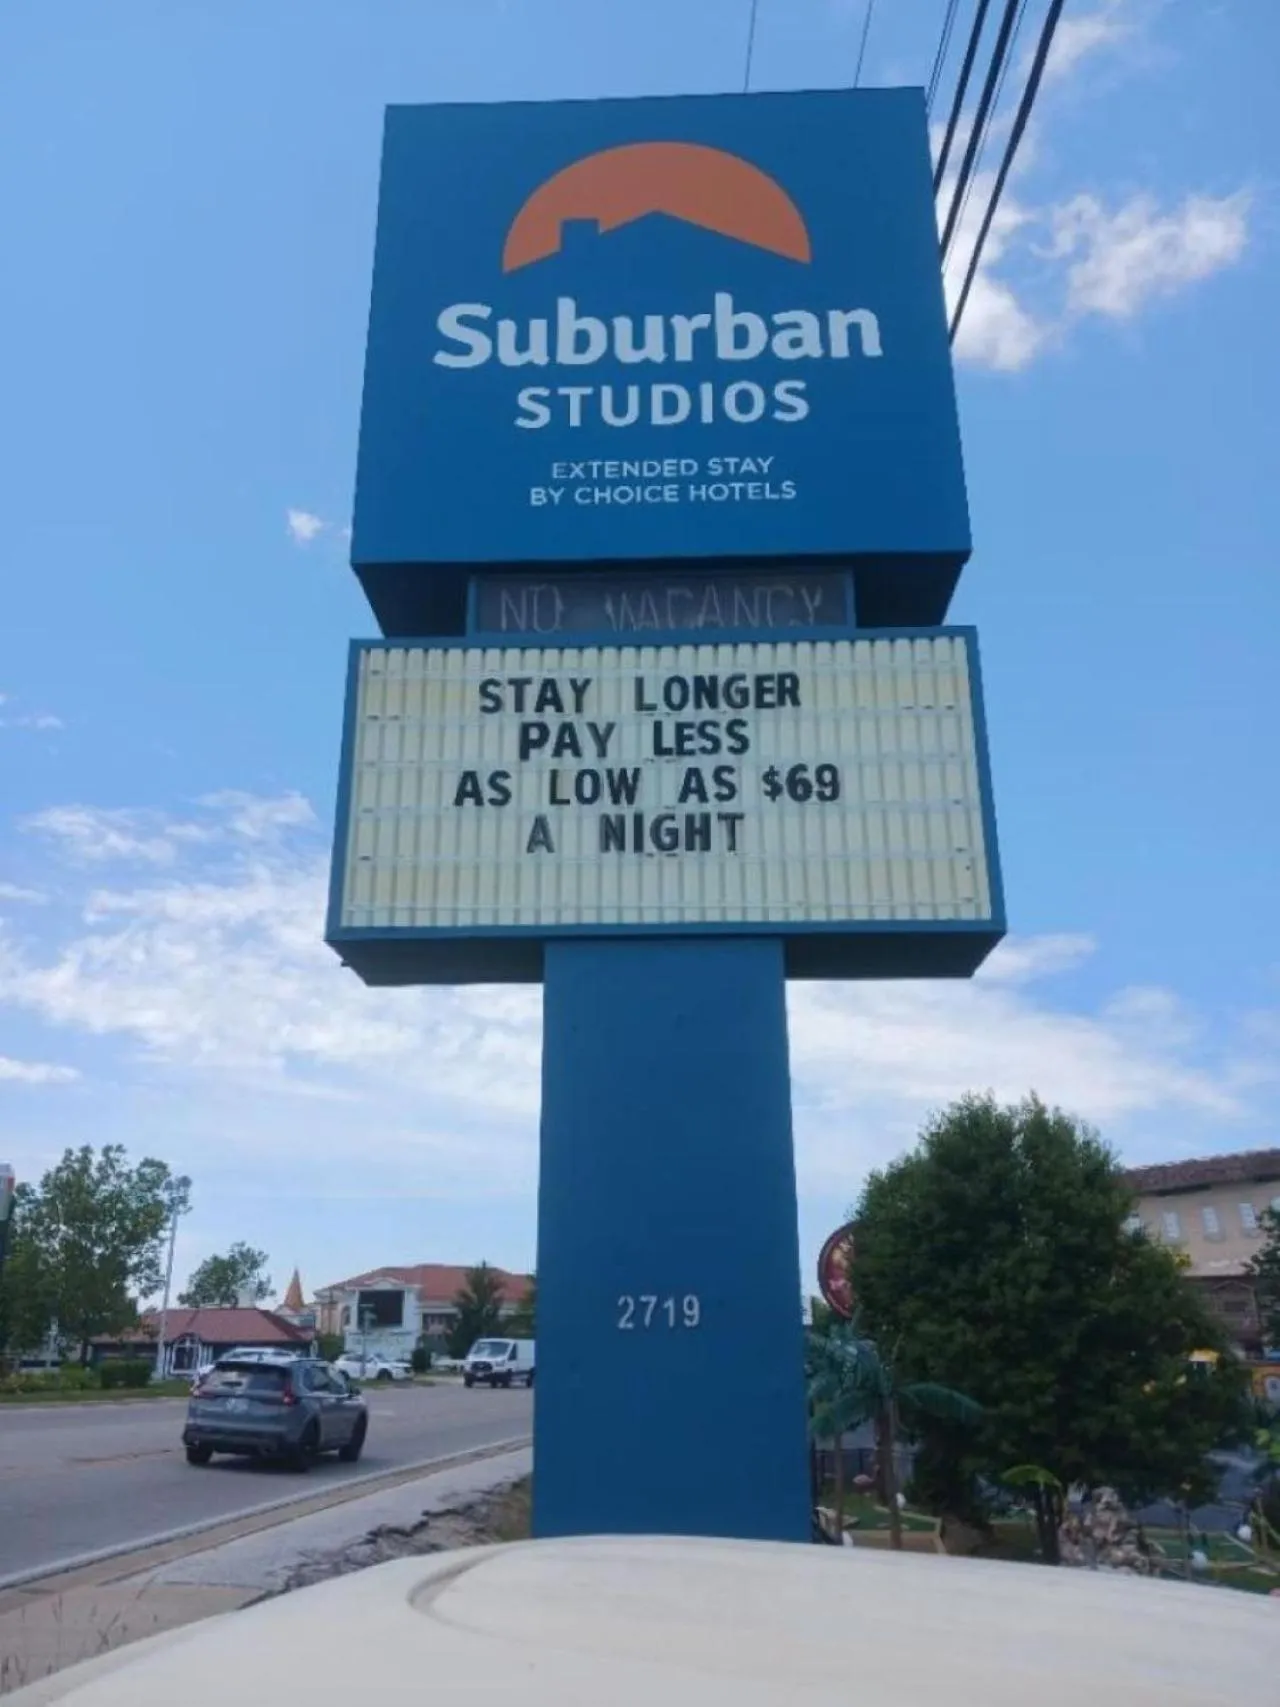 Suburban
STUDIOS
EXTENDED STAY
BY CHOICE HOTELS
NO VACANCY
STAY LONGER
PAY LESS
AS LOW AS $69
A NIGHT
2719